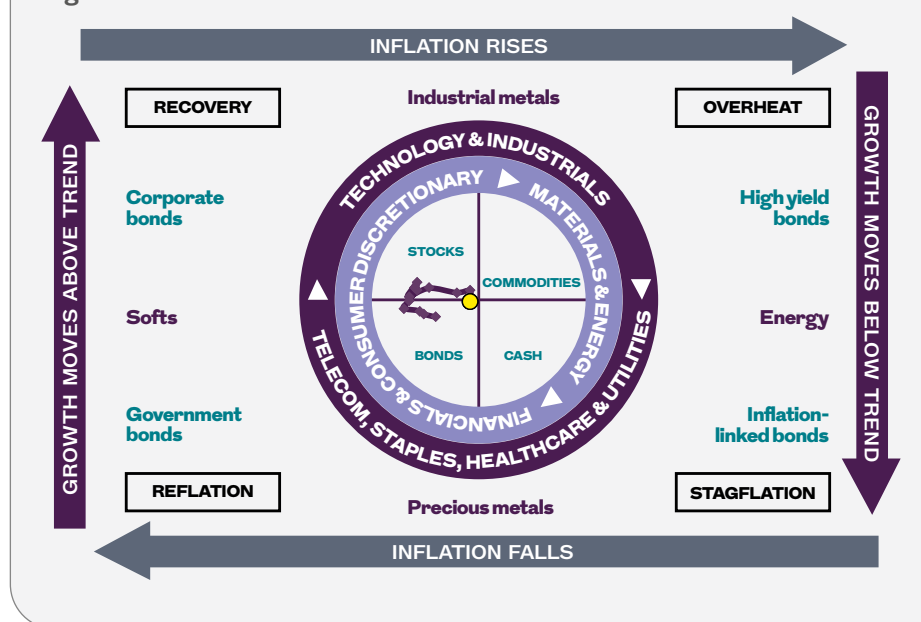 INFLATION RISES
RECOVERY
Industrial metals
OVERHEAT
GROWTH MOVES ABOVE TREND
GROWTH MOVES BELOW TREND
TECHNOLOGY & INDUSTRIALS
Corporate
bonds
High yield
bonds
FINANCIALS & CONSUMER DISCRETIONARY
MATERIALS & ENERGY
STOCKS
COMMODITIES
Softs
Energy
BONDS
CASH
TELECOM, STAPLES, HEALTHCARE & UTILITIES
Government
bonds
Inflation-
linked bonds
REFLATION
Precious metals
STAGFLATION
INFLATION FALLS